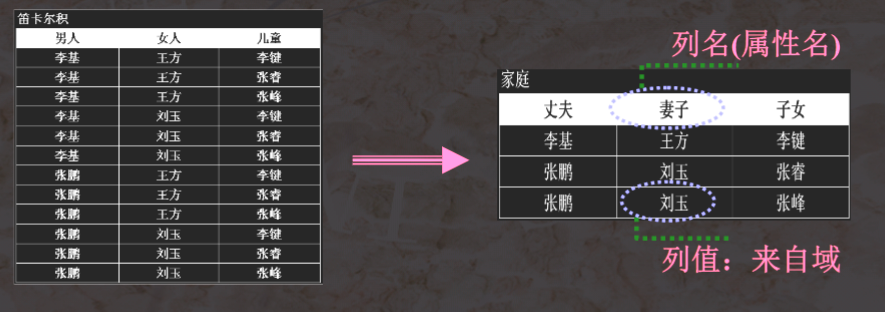 笛卡尔积
男人 女人 儿童
李基 王方 李键
李基 王方 张睿
李基 王方 张峰
李基 刘玉 李键
李基 刘玉 张睿
李基 刘玉 张峰
张鹏 王方 李键
张鹏 王方 张睿
张鹏 王方 张峰
张鹏 刘玉 李键
张鹏 刘玉 张睿
张鹏 刘玉 张峰
列名(属性名)
家庭
丈夫 妻子 子女
李基 王方 李键
张鹏 刘玉 张睿
张鹏 刘玉 张峰
列值：来自域